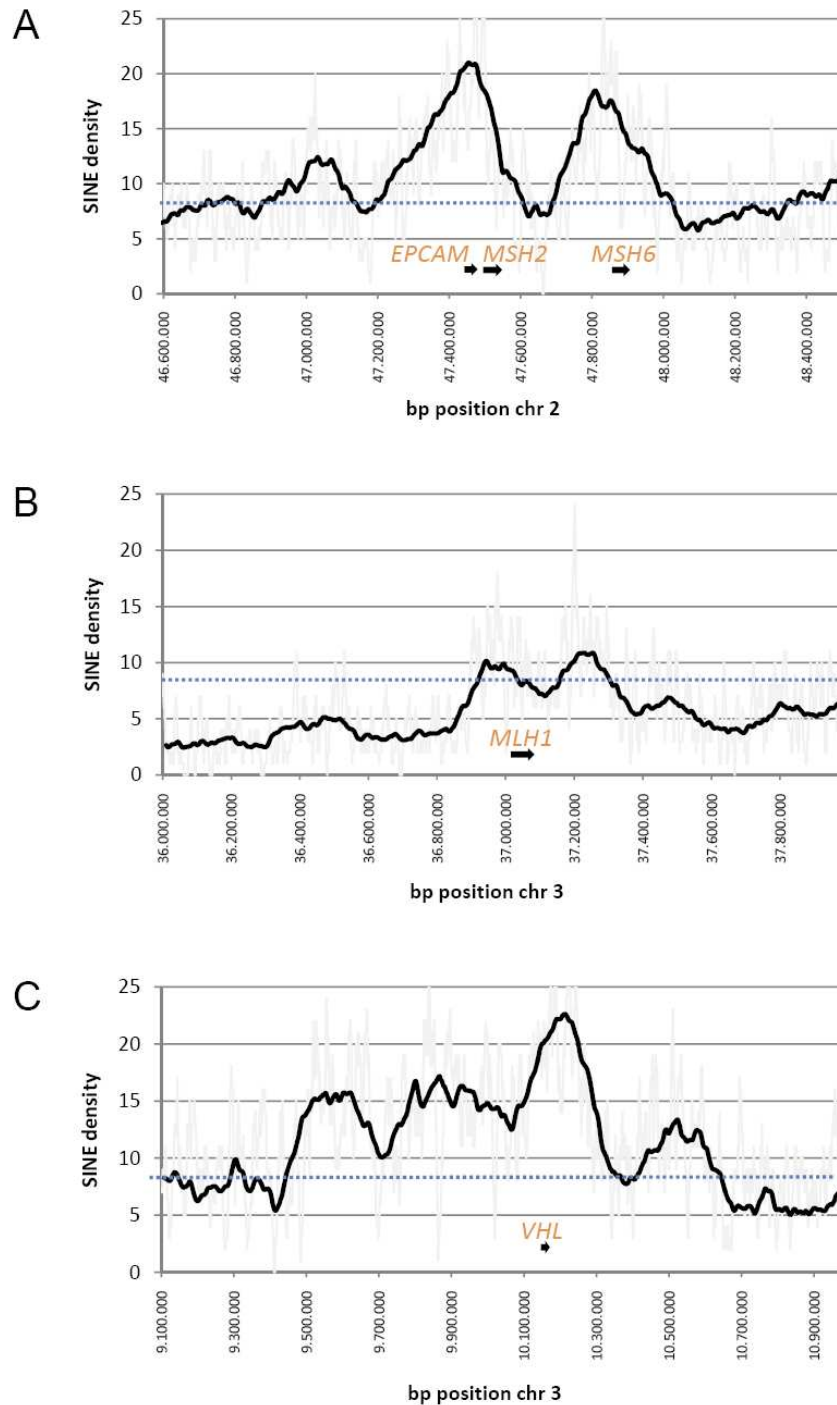 A
SINE density
25
20
15
10
5
0
EPCAM MSH2 MSH6
46.600.000 46.800.000 47.000.000 47.200.000 47.400.000 47.600.000 47.800.000 48.000.000 48.200.000 48.400.000
bp position chr 2
B
SINE density
25
20
15
10
5
0
MLH1
36.000.000 36.200.000 36.400.000 36.600.000 36.800.000 37.000.000 37.200.000 37.400.000 37.600.000 37.800.000
bp position chr 3
C
SINE density
25
20
15
10
5
0
VHL
9.100.000 9.300.000 9.500.000 9.700.000 9.900.000 10.100.000 10.300.000 10.500.000 10.700.000 10.900.000
bp position chr 3